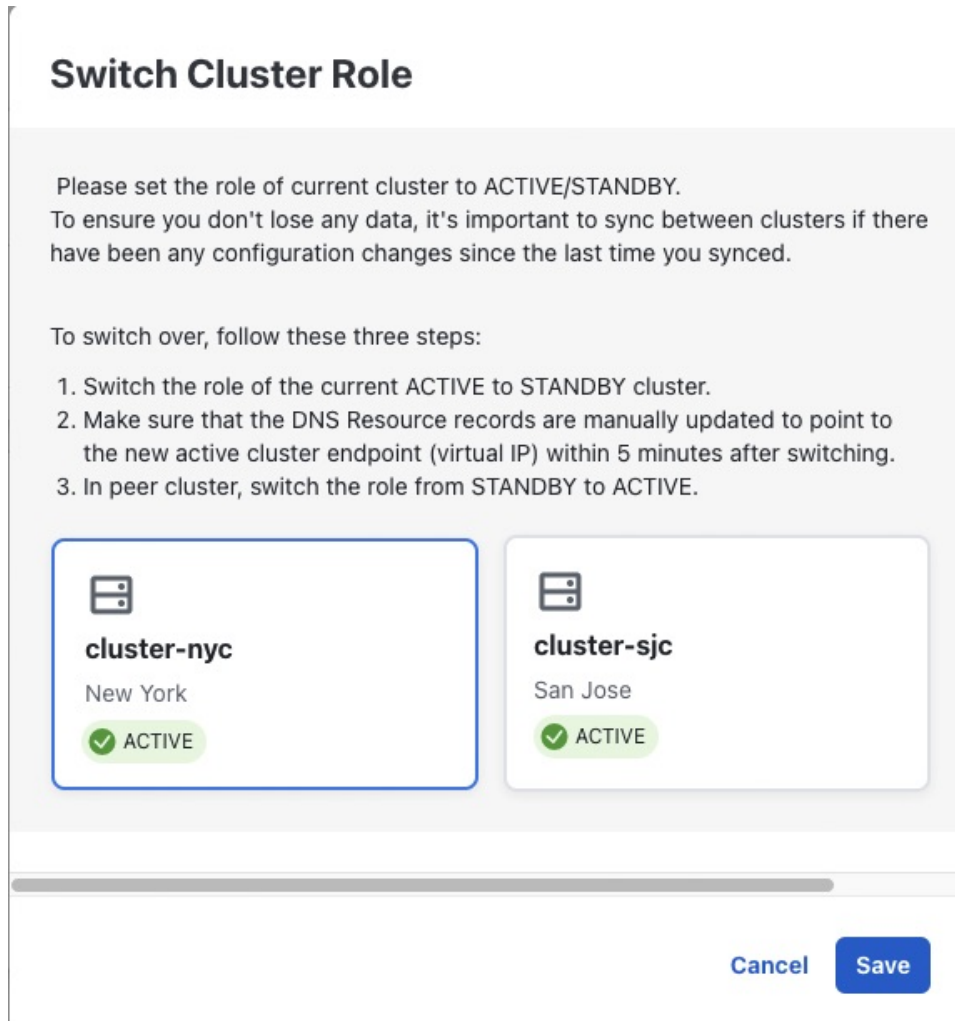 Switch Cluster Role
Please set the role of current cluster to ACTIVE/STANDBY.
To ensure you don't lose any data, it's important to sync between clusters if there
have been any configuration changes since the last time you synced.
To switch over, follow these three steps:
1. Switch the role of the current ACTIVE to STANDBY cluster.
2. Make sure that the DNS Resource records are manually updated to point to
the new active cluster endpoint (virtual IP) within 5 minutes after switching.
3. In peer cluster, switch the role from STANDBY to ACTIVE.
cluster-nyc
New York
ACTIVE
cluster-sjc
San Jose
ACTIVE
Cancel
Save